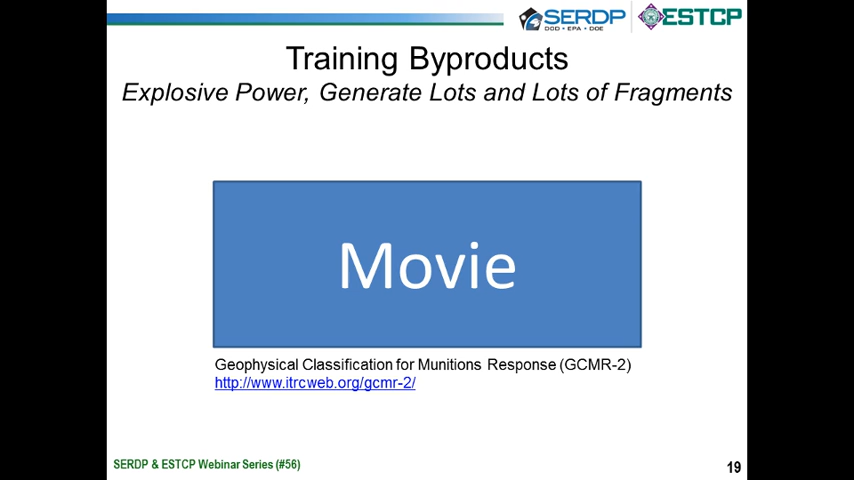 SERDP
DOD • EPA • DOE
ESTCP
Training Byproducts
Explosive Power, Generate Lots and Lots of Fragments
Movie
Geophysical Classification for Munitions Response (GCMR-2)
http://www.itrcweb.org/gcmr-2/
SERDP & ESTCP Webinar Series (#56)
19